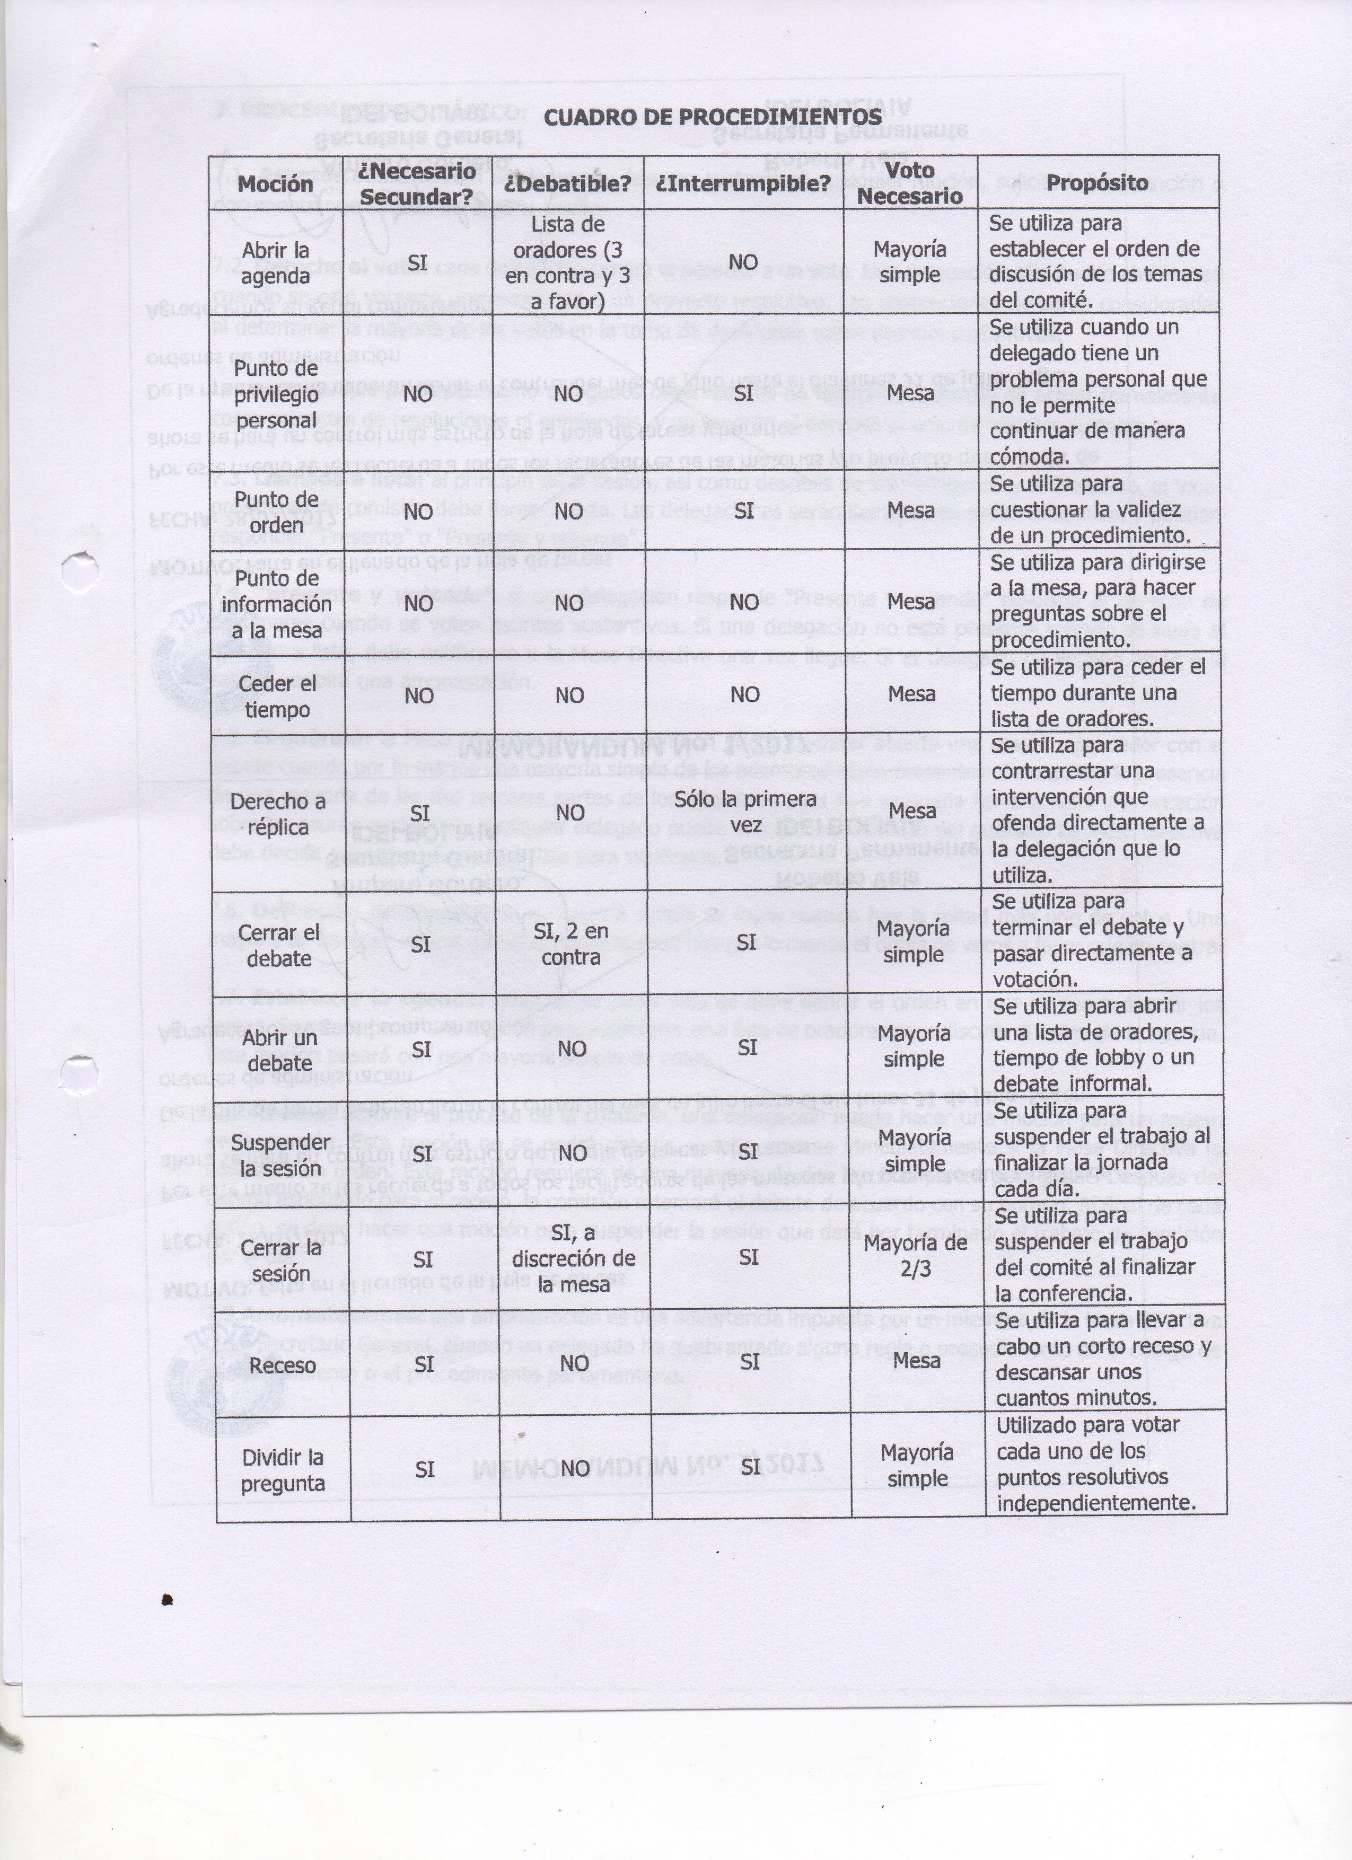 CUADRO DE PROCEDIMIENTOS
Moción
¿Necesario
Secundar?
¿Debatible?
¿Interrumpible?
Voto
Necesario
Propósito
Abrir la
agenda
SI
Lista de
oradores (3
en contra y 3
a favor)
NO
Mayoría
simple
Se utiliza para
establecer el orden de
discusión de los temas
del comité.
Punto de
privilegio
personal
NO
NO
SI
Mesa
Se utiliza cuando un
delegado tiene un
problema personal que
no le permite
continuar de manera
cómoda.
Punto de
orden
NO
NO
SI
Mesa
Se utiliza para
cuestionar la validez
de un procedimiento.
Punto de
información
a la mesa
NO
NO
NO
Mesa
Se utiliza para dirigirse
a la mesa, para hacer
preguntas sobre el
procedimiento.
Ceder el
tiempo
NO
NO
NO
Mesa
Se utiliza para ceder el
tiempo durante una
lista de oradores.
Derecho a
réplica
SI
NO
Sólo la primera
vez
Mesa
Se utiliza para
contrarrestar una
intervención que
ofenda directamente a
la delegación que lo
utiliza.
Cerrar el
debate
SI
SI, 2 en
contra
SI
Mayoría
simple
Se utiliza para
terminar el debate y
pasar directamente a
votación.
Abrir un
debate
SI
NO
SI
Mayoría
simple
Se utiliza para abrir
una lista de oradores,
tiempo de lobby o un
debate informal.
Suspender
la sesión
SI
NO
SI
Mayoría
simple
Se utiliza para
suspender el trabajo al
finalizar la jornada
cada día.
Cerrar la
sesión
SI
SI, a
discreción de
la mesa
SI
Mayoría de
2/3
Se utiliza para
suspender el trabajo
del comité al finalizar
la conferencia.
Receso
SI
NO
SI
Mesa
Se utiliza para llevar a
cabo un corto receso y
descansar unos
cuantos minutos.
Dividir la
pregunta
SI
NO
SI
Mayoría
simple
Utilizado para votar
cada uno de los
puntos resolutivos
independientemente.